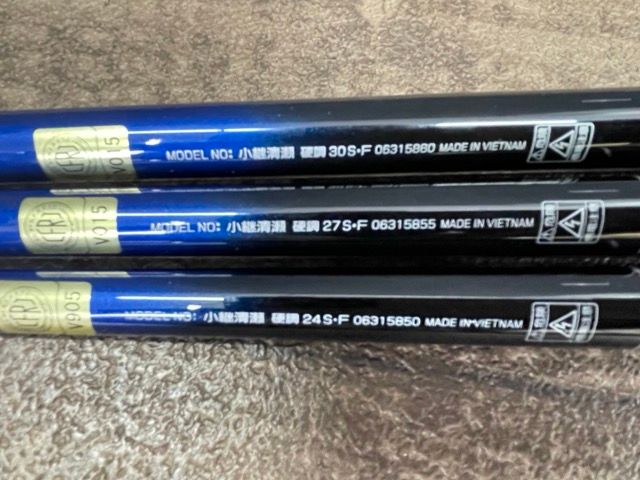 V015 MODEL NO: 小継清瀬 硬調 30S・F 06315880 MADE IN VIETNAM
V015 MODEL NO: 小継清瀬 硬調 27S・F 06315855 MADE IN VIETNAM
V905 MODEL NO: 小継清瀬 硬調 24S・F 06315850 MADE IN VIETNAM